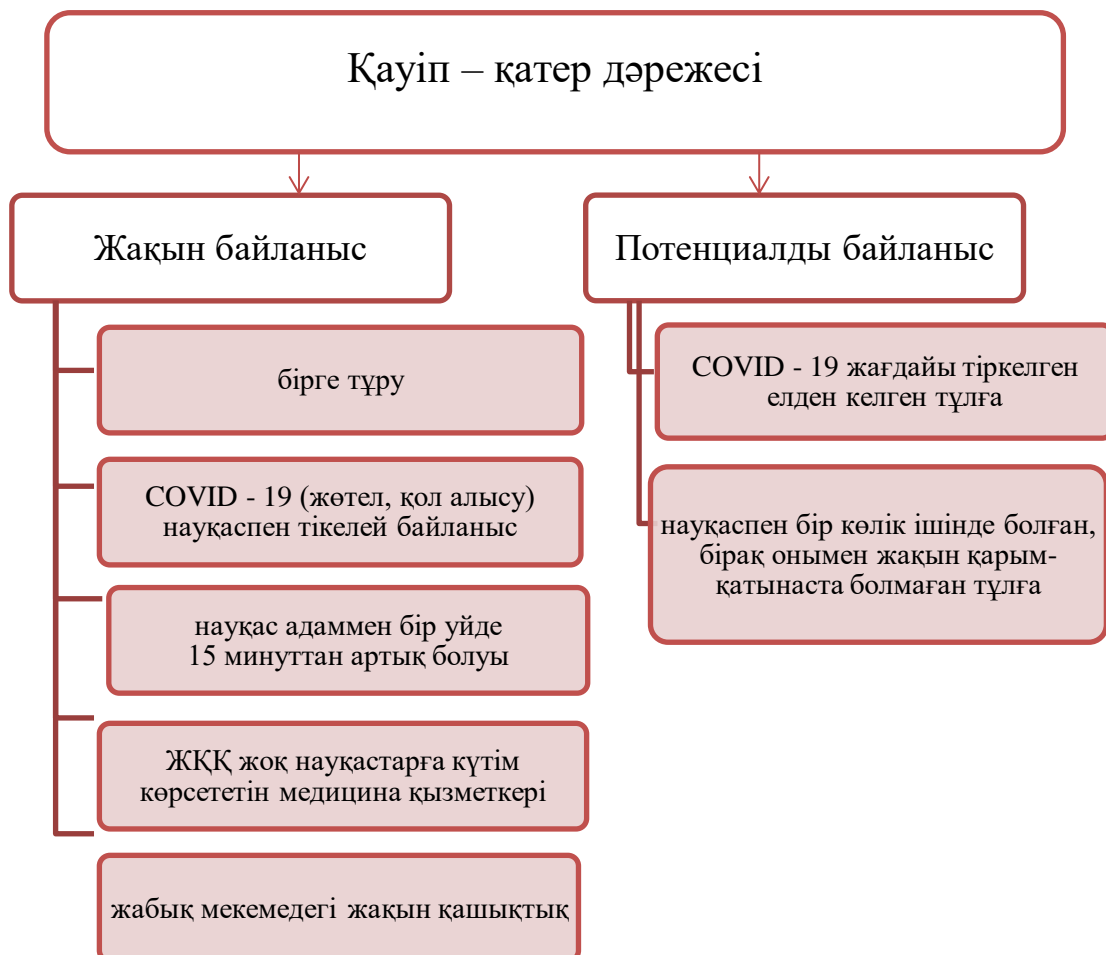 Қауіп – қатер дәрежесі
Жақын байланыс
бірге тұру
COVID - 19 (жөтел, қол алысу)
науқаспен тікелей байланыс
науқас адаммен бір уйде
15 минуттан артық болуы
ЖҚҚ жоқ науқастарға күтім
көрсететін медицина қызметкері
жабық мекемедегі жақын қашықтық
Потенциалды байланыс
COVID - 19 жағдайы тіркелген
елден келген тұлға
науқаспен бір көлік ішінде болған,
бірақ онымен жақын қарым-
қатынаста болмаған тұлға